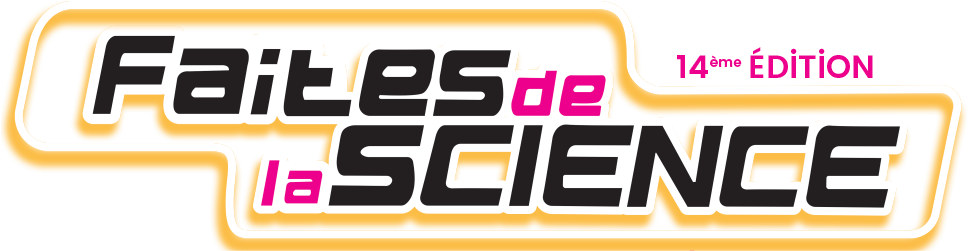 Faites de
la SCIENCE
14ème ÉDITION